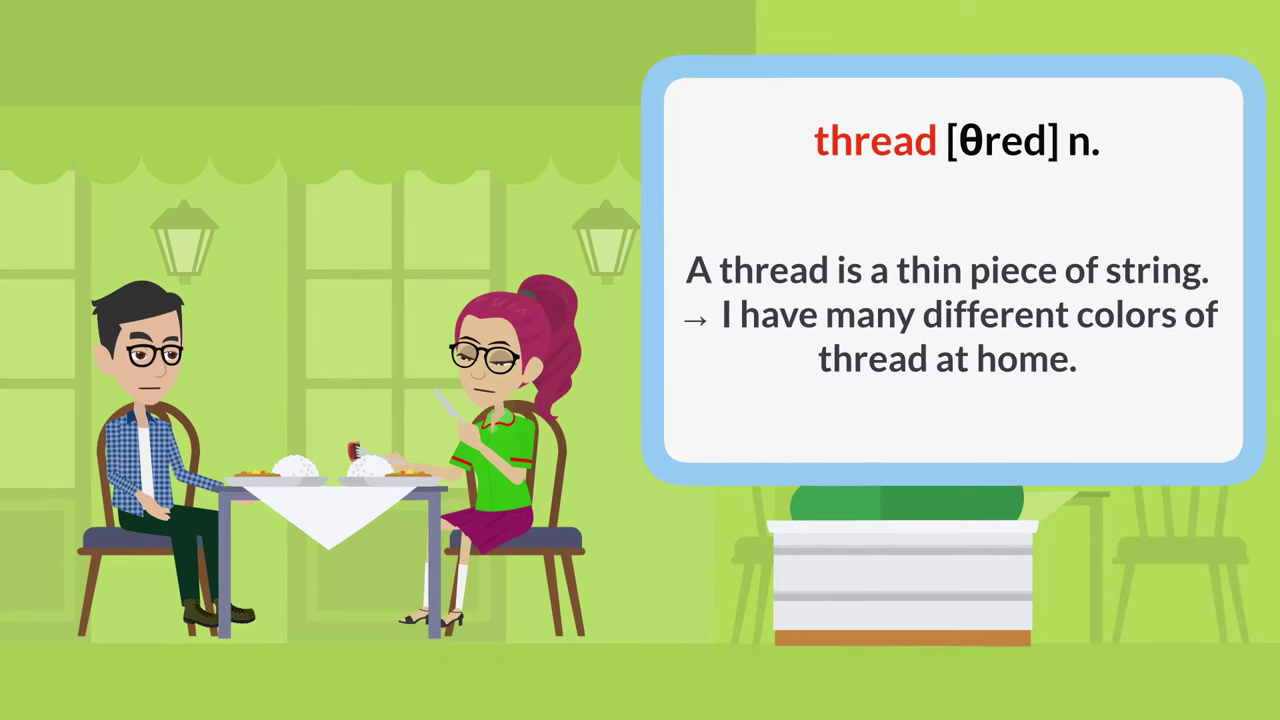 thread [θred] n.
A thread is a thin piece of string.
→ I have many different colors of
thread at home.